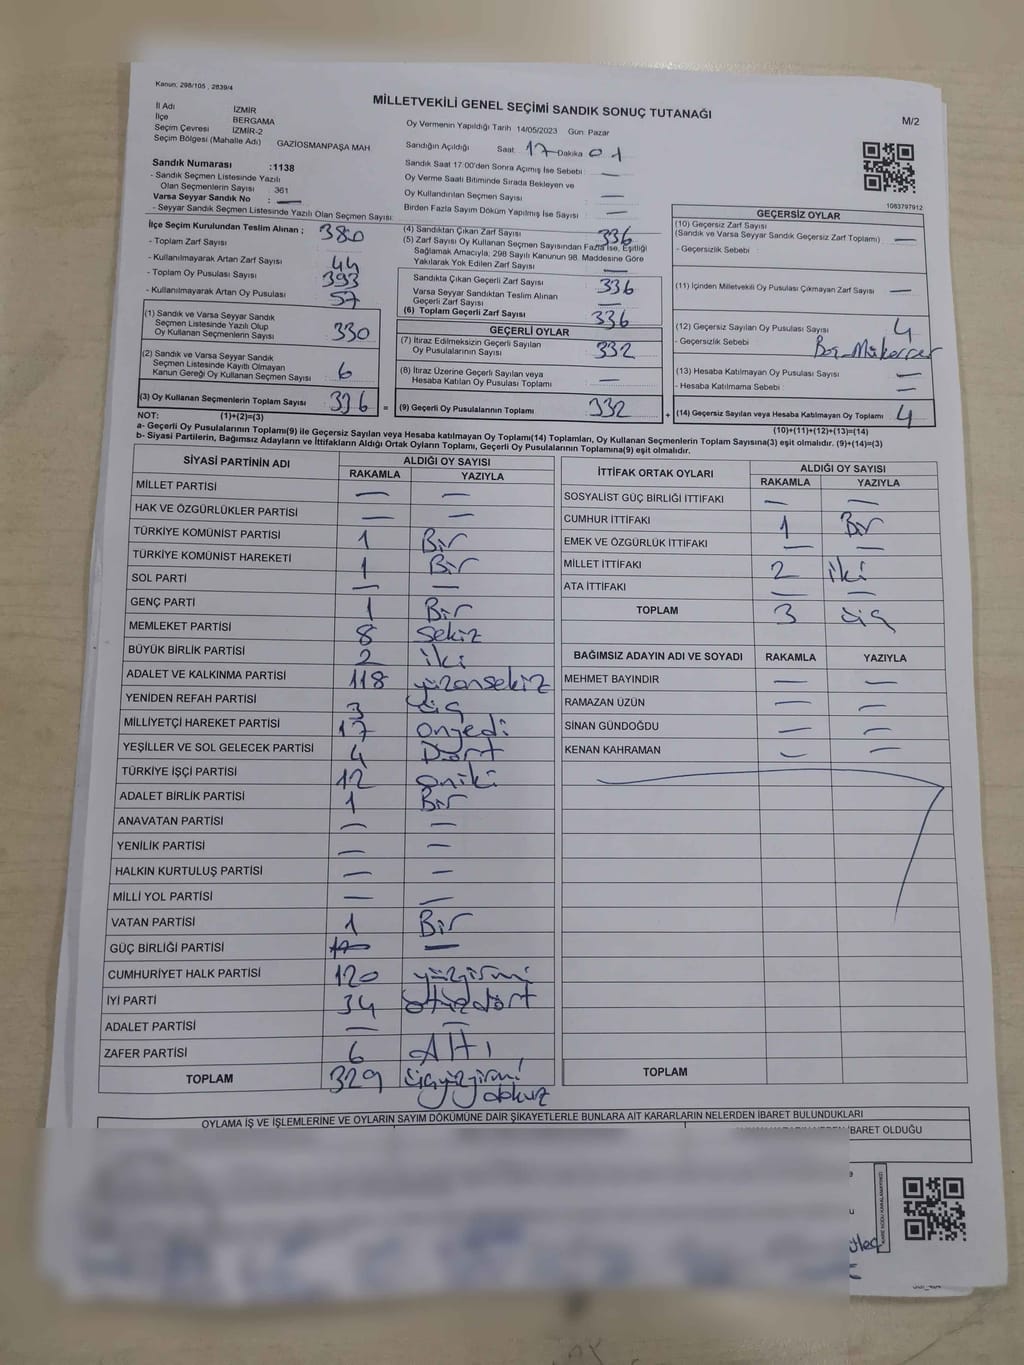 Kanun: 298/105 , 2839/4
MİLLETVEKİLİ GENEL SEÇİMİ SANDIK SONUÇ TUTANAĞI
M/2
İl Adı İZMİR
İlçe BERGAMA
Seçim Çevresi İZMİR-2
Seçim Bölgesi (Mahalle Adı) GAZİOSMANPAŞA MAH
Oy Vermenin Yapıldığı Tarih 14/05/2023 Gün: Pazar
Sandığın Açıldığı Saat: 17 Dakika 01
Sandık Saat 17.00'den Sonra Açımış İse Sebebi : —
Oy Verme Saati Bitiminde Sırada Bekleyen ve
Oy Kullandırılan Seçmen Sayısı : —
Birden Fazla Sayım Döküm Yapılmış İse Sayısı : —
Sandık Numarası :1138
- Sandık Seçmen Listesinde Yazılı
Olan Seçmenlerin Sayısı : 361
Varsa Seyyar Sandık No : —
- Seyyar Sandık Seçmen Listesinde Yazılı Olan Seçmen Sayısı:
1083797912
İlçe Seçim Kurulundan Teslim Alınan ;
- Toplam Zarf Sayısı 380
- Kullanılmayarak Artan Zarf Sayısı 44
- Toplam Oy Pusulası Sayısı 393
- Kullanılmayarak Artan Oy Pusulası 57
(1) Sandık ve Varsa Seyyar Sandık
Seçmen Listesinde Yazılı Olup
Oy Kullanan Seçmenlerin Sayısı 330
(2) Sandık ve Varsa Seyyar Sandık
Seçmen Listesinde Kayıtlı Olmayan
Kanun Gereği Oy Kullanan Seçmen Sayısı 6
(3) Oy Kullanan Seçmenlerin Toplam Sayısı 336 =
(4) Sandıktan Çıkan Zarf Sayısı 336
(5) Zarf Sayısı Oy Kullanan Seçmen Sayısından Fazla İse, Eşitliği
Sağlamak Amacıyla; 298 Sayılı Kanunun 98. Maddesine Göre
Yakılarak Yok Edilen Zarf Sayısı —
Sandıkta Çıkan Geçerli Zarf Sayısı 336
Varsa Seyyar Sandıktan Teslim Alınan
Geçerli Zarf Sayısı —
(6) Toplam Geçerli Zarf Sayısı 336
GEÇERLİ OYLAR
(7) İtiraz Edilmeksizin Geçerli Sayılan
Oy Pusulalarının Sayısı 332
(8) İtiraz Üzerine Geçerli Sayılan veya
Hesaba Katılan Oy Pusulası Toplamı —
(9) Geçerli Oy Pusulalarının Toplamı 332 +
GEÇERSİZ OYLAR
(10) Geçersiz Zarf Sayısı
(Sandık ve Varsa Seyyar Sandık Geçersiz Zarf Toplamı) —
- Geçersizlik Sebebi
(11) İçinden Milletvekili Oy Pusulası Çıkmayan Zarf Sayısı —
(12) Geçersiz Sayılan Oy Pusulası Sayısı 4
- Geçersizlik Sebebi
(13) Hesaba Katılmayan Oy Pusulası Sayısı —
- Hesaba Katılmama Sebebi : —
(14) Geçersiz Sayılan veya Hesaba Katılmayan Oy Toplamı 4
NOT: (1)+(2)=(3)
(10)+(11)+(12)+(13)=(14)
a- Geçerli Oy Pusulalarının Toplamı(9) ile Geçersiz Sayılan veya Hesaba katılmayan Oy Toplamı(14) Toplamları, Oy Kullanan Seçmenlerin Toplam Sayısına(3) eşit olmalıdır. (9)+(14)=(3)
b- Siyasi Partilerin, Bağımsız Adayların ve İttifakların Aldığı Ortak Oyların Toplamı, Geçerli Oy Pusulalarının Toplamına(9) eşit olmalıdır.
SİYASİ PARTİNİN ADI ALDIĞI OY SAYISI
RAKAMLA YAZIYLA
MİLLET PARTİSİ — —
HAK VE ÖZGÜRLÜKLER PARTİSİ — —
TÜRKİYE KOMÜNİST PARTİSİ 1 Bir
TÜRKİYE KOMÜNİST HAREKETİ 1 Bir
SOL PARTİ — —
GENÇ PARTİ 1 Bir
MEMLEKET PARTİSİ 8 sekiz
BÜYÜK BİRLİK PARTİSİ 2 iki
ADALET VE KALKINMA PARTİSİ 118 yüzonsekiz
YENİDEN REFAH PARTİSİ 3 üç
MİLLİYETÇİ HAREKET PARTİSİ 17 onyedi
YEŞİLLER VE SOL GELECEK PARTİSİ 4 Dört
TÜRKİYE İŞÇİ PARTİSİ 12 oniki
ADALET BİRLİK PARTİSİ 1 Bir
ANAVATAN PARTİSİ — —
YENİLİK PARTİSİ — —
HALKIN KURTULUŞ PARTİSİ — —
MİLLİ YOL PARTİSİ — —
VATAN PARTİSİ 1 Bir
GÜÇ BİRLİĞİ PARTİSİ —
CUMHURİYET HALK PARTİSİ 120 yüzyirmi
İYİ PARTİ 34 otuzdört
ADALET PARTİSİ — —
ZAFER PARTİSİ 6 Altı
TOPLAM 329 üçyüzyirmi
dokuz
İTTİFAK ORTAK OYLARI ALDIĞI OY SAYISI
RAKAMLA YAZIYLA
SOSYALİST GÜÇ BİRLİĞİ İTTİFAKI — —
CUMHUR İTTİFAKI 1 Bir
EMEK VE ÖZGÜRLÜK İTTİFAKI — —
MİLLET İTTİFAKI 2 iki
ATA İTTİFAKI — —
TOPLAM 3 üç
BAĞIMSIZ ADAYIN ADI VE SOYADI RAKAMLA YAZIYLA
MEHMET BAYINDIR — —
RAMAZAN ÜZÜN — —
SİNAN GÜNDOĞDU — —
KENAN KAHRAMAN — —
TOPLAM
OYLAMA İŞ VE İŞLEMLERİNE VE OYLARIN SAYIM DÖKÜMÜNE DAİR ŞİKAYETLERLE BUNLARA AİT KARARLARIN NELERDEN İBARET BULUNDUKLARI
İBARET OLDUĞU